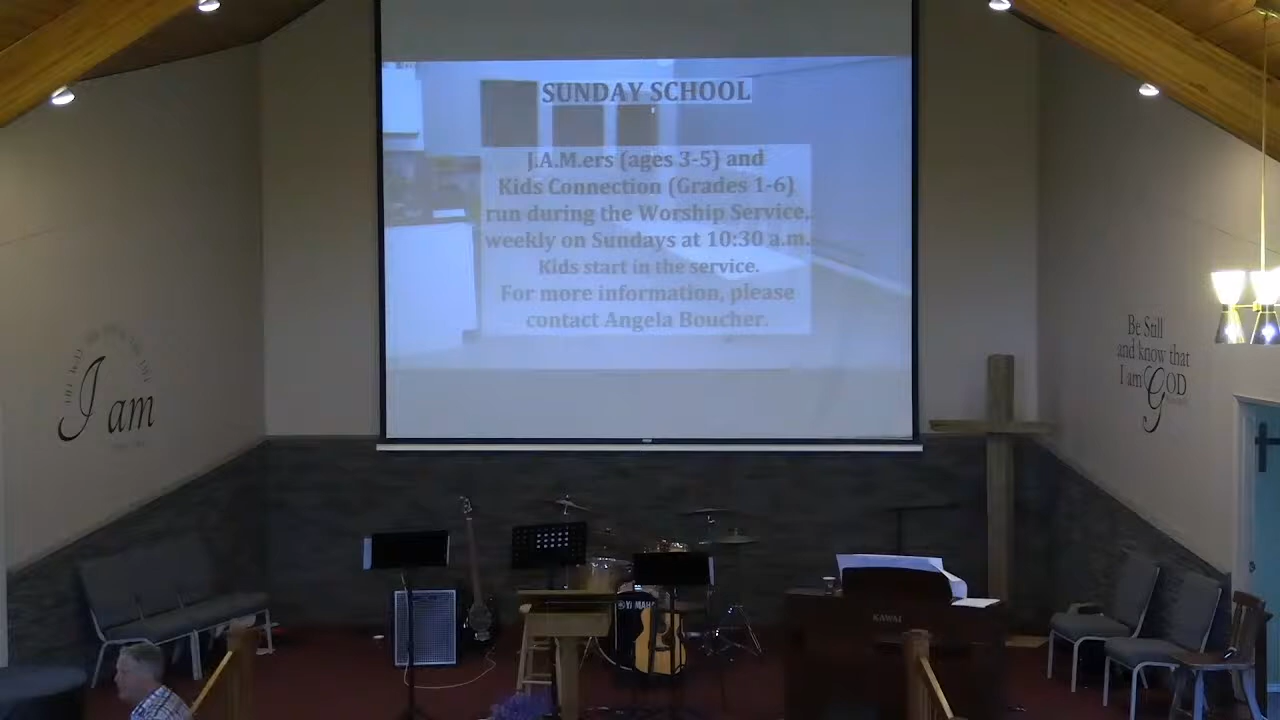 SUNDAY SCHOOL
J.A.M.ers (ages 3-5) and
Kids Connection (Grades 1-6)
run during the Worship Service,
weekly on Sundays at 10:30 a.m.
Kids start in the service.
For more information, please
contact Angela Boucher.
I am
Be Still
and know that
I am GOD
YAMAHA
KAWAI